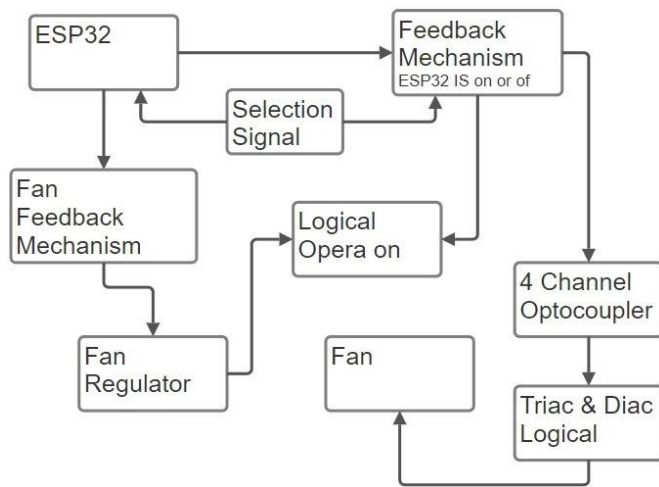 ESP32
Feedback
Mechanism
ESP32 IS on or of
Selection
Signal
Fan
Feedback
Mechanism
Logical
Opera on
4 Channel
Optocoupler
Fan
Regulator
Fan
Triac & Diac
Logical